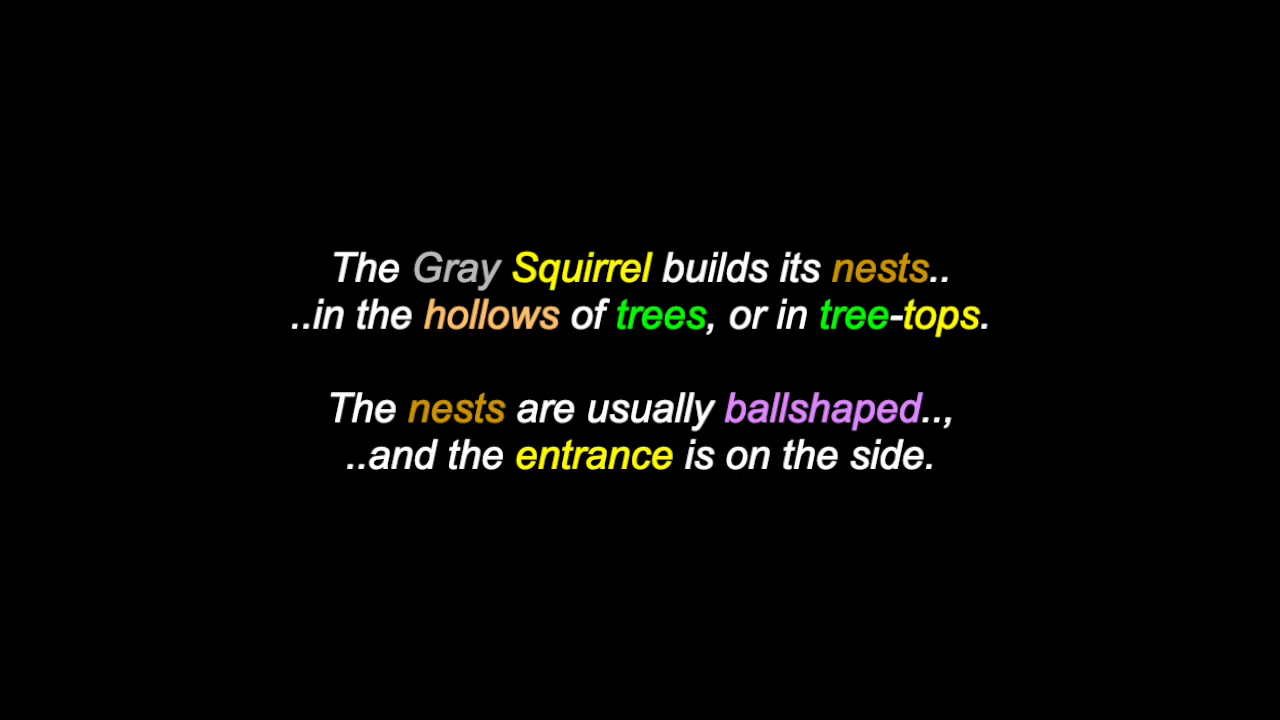 The Gray Squirrel builds its nests..
..in the hollows of trees, or in tree-tops.
The nests are usually ballshaped..,
..and the entrance is on the side.